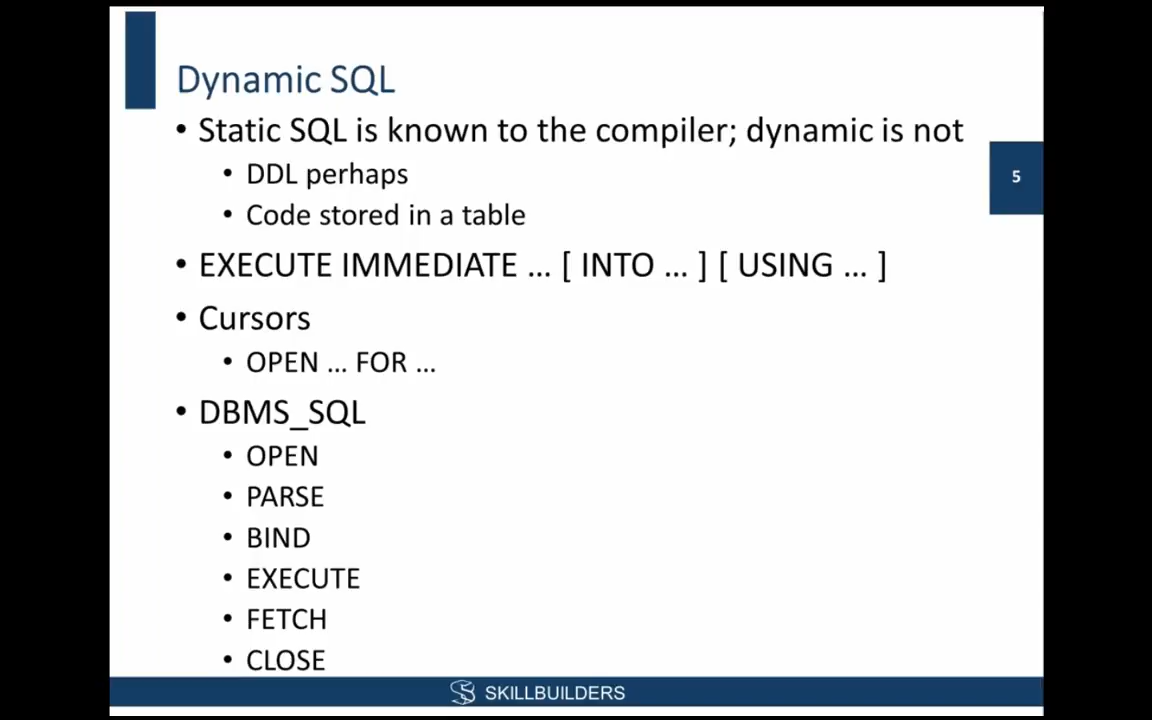 Dynamic SQL
• Static SQL is known to the compiler; dynamic is not
• DDL perhaps
• Code stored in a table
5
• EXECUTE IMMEDIATE … [ INTO … ] [ USING … ]
• Cursors
• OPEN … FOR …
• DBMS_SQL
• OPEN
• PARSE
• BIND
• EXECUTE
• FETCH
• CLOSE
SKILLBUILDERS